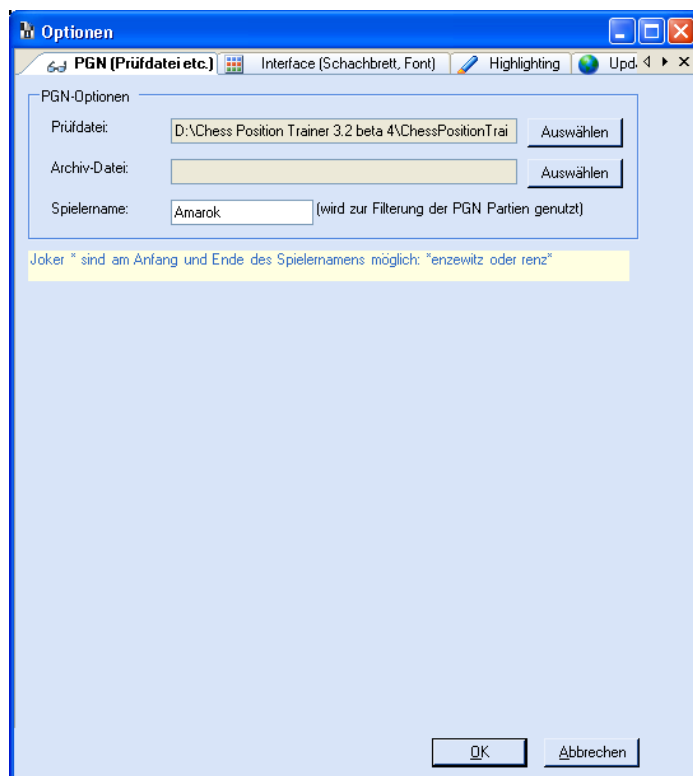 Optionen
PGN (Prüfdatei etc.) Interface (Schachbrett, Font) Highlighting Upd
PGN-Optionen
Prüfdatei: D:\Chess Position Trainer 3.2 beta 4\ChessPositionTrai Auswählen
Archiv-Datei: Auswählen
Spielername: Amarok (wird zur Filterung der PGN Partien genutzt)
Joker * sind am Anfang und Ende des Spielernamens möglich: *enzewitz oder renz*
OK Abbrechen